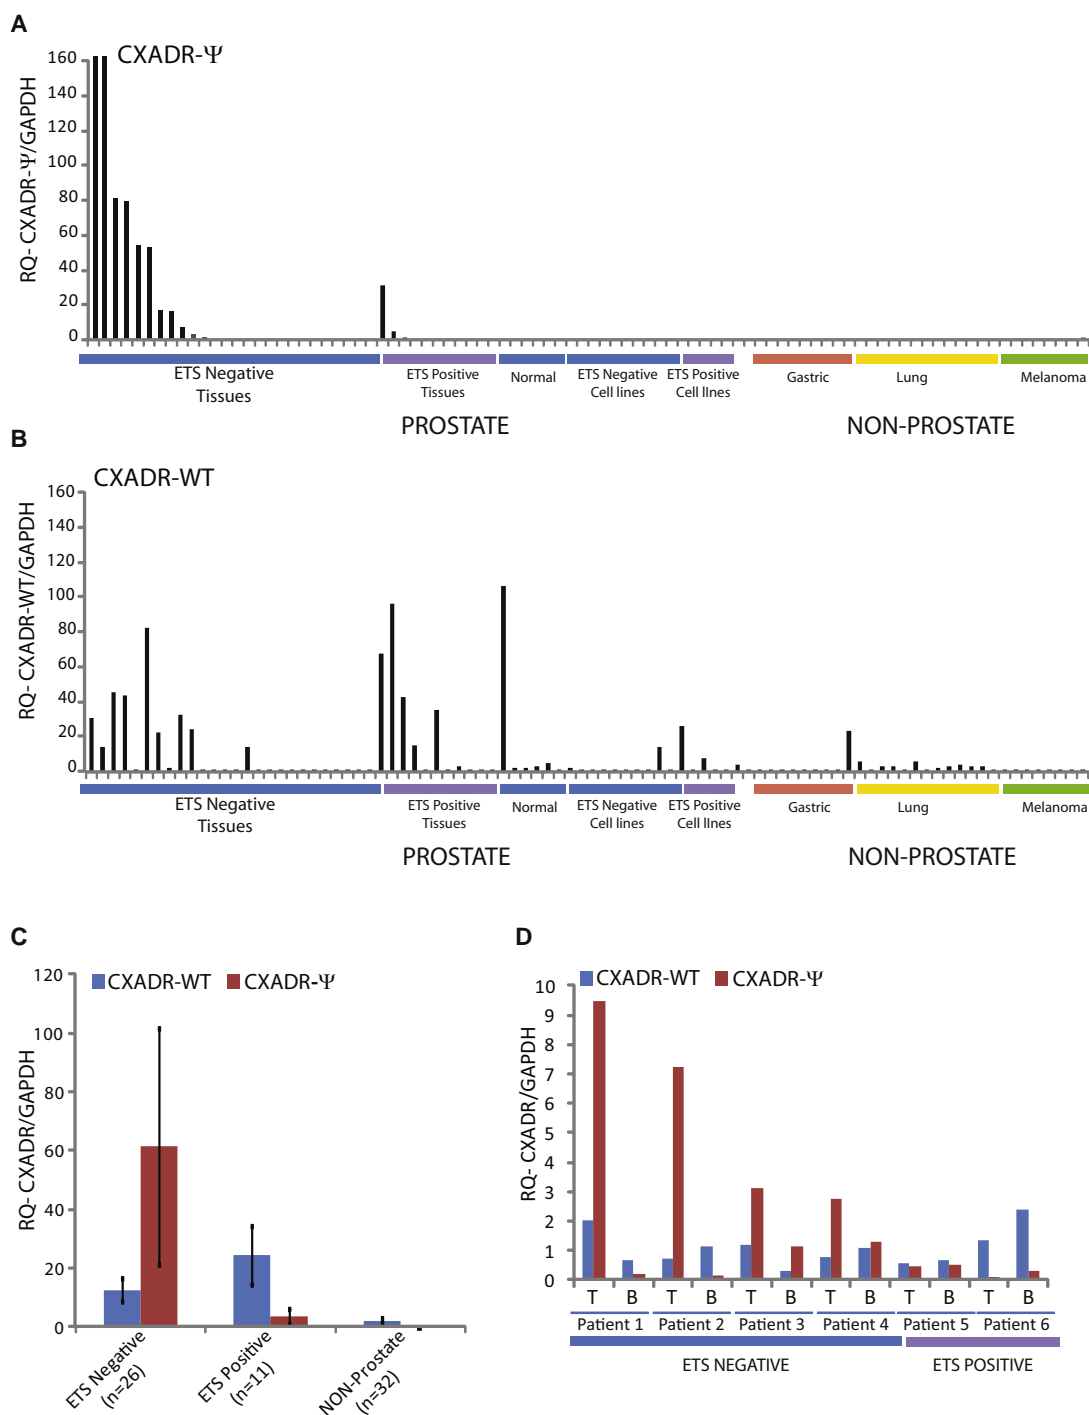 A
CXADR-Ψ
RQ- CXADR-Ψ/GAPDH
160
140
120
100
80
60
40
20
0
ETS Negative
Tissues
ETS Positive
Tissues
Normal
ETS Negative
Cell lines
ETS Positive
Cell lInes
Gastric
Lung
Melanoma
PROSTATE
NON-PROSTATE
B
CXADR-WT
RQ- CXADR-WT/GAPDH
160
140
120
100
80
60
40
20
0
ETS Negative
Tissues
ETS Positive
Tissues
Normal
ETS Negative
Cell lines
ETS Positive
Cell lInes
Gastric
Lung
Melanoma
PROSTATE
NON-PROSTATE
C
CXADR-WT
CXADR-Ψ
RQ- CXADR/GAPDH
120
100
80
60
40
20
0
ETS Negative
(n=26)
ETS Positive
(n=11)
NON-Prostate
(n=32)
D
CXADR-WT
CXADR-Ψ
RQ- CXADR/GAPDH
10
9
8
7
6
5
4
3
2
1
0
T B T B T B T B T B T B
Patient 1 Patient 2 Patient 3 Patient 4 Patient 5 Patient 6
ETS NEGATIVE
ETS POSITIVE